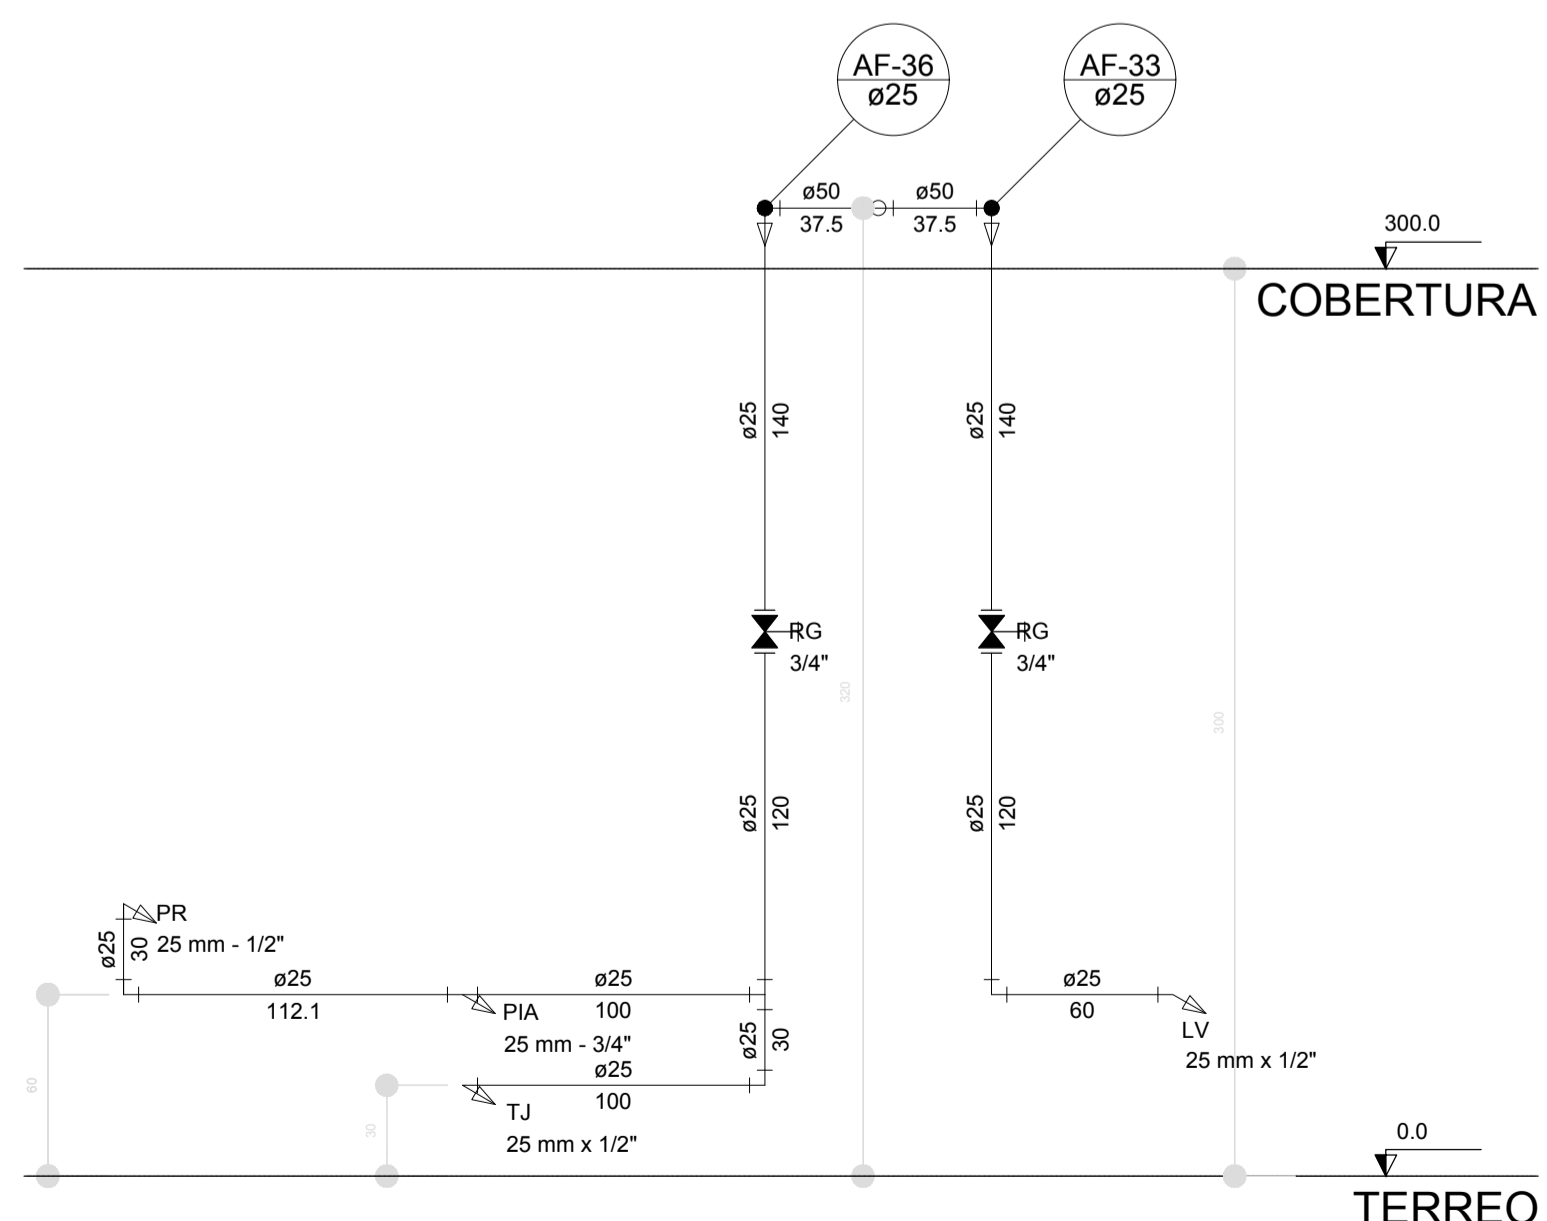 AF-36
ø25
AF-33
ø25
ø50
ø50
37.5
37.5
300.0
COBERTURA
ø25
140
ø25
140
RG
3/4"
RG
3/4"
320
300
ø25
120
ø25
120
PR
25 mm - 1/2"
ø25
30
ø25
112.1
ø25
100
PIA
25 mm - 3/4"
ø25
30
ø25
60
LV
25 mm x 1/2"
ø25
100
TJ
25 mm x 1/2"
60
30
0.0
TERREO